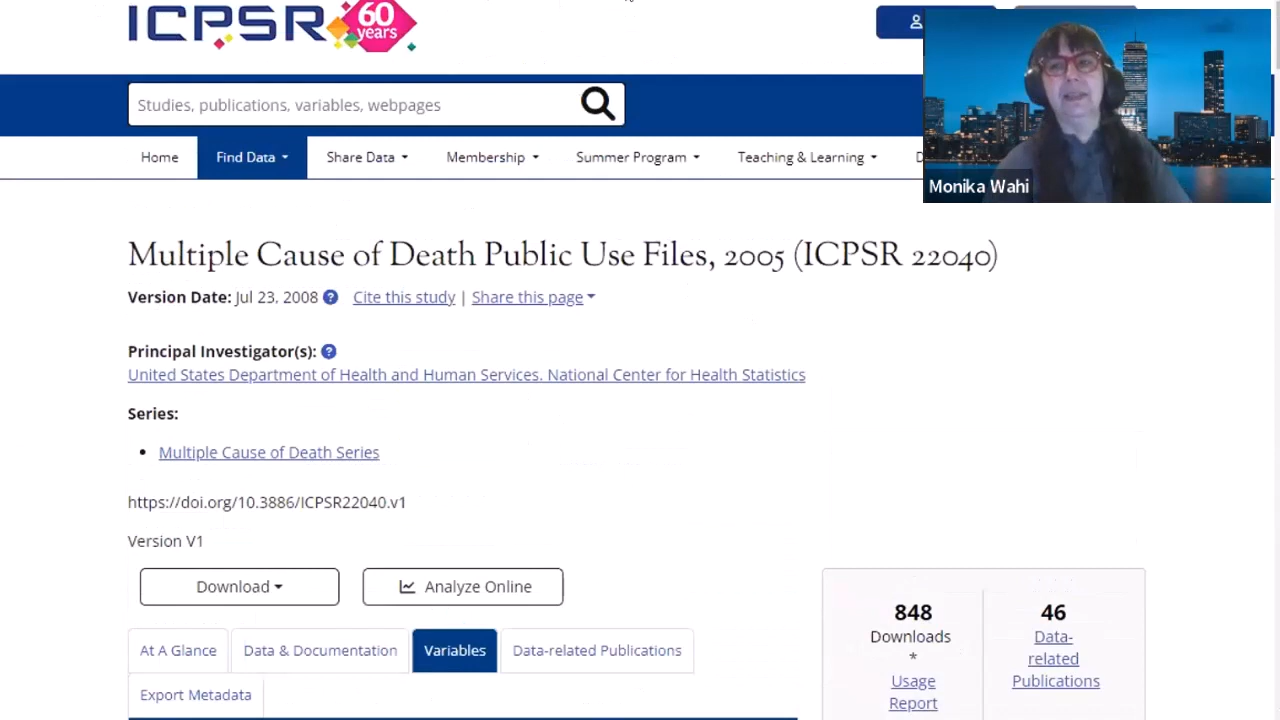 ICPSR
60
years
Studies, publications, variables, webpages
Monika Wahi
Home
Find Data
Share Data
Membership
Summer Program
Teaching & Learning
D
Multiple Cause of Death Public Use Files, 2005 (ICPSR 22040)
Version Date: Jul 23, 2008 ? Cite this study | Share this page
Principal Investigator(s): ?
United States Department of Health and Human Services. National Center for Health Statistics
Series:
• Multiple Cause of Death Series
https://doi.org/10.3886/ICPSR22040.v1
Version V1
Download
Analyze Online
At A Glance
Data & Documentation
Variables
Data-related Publications
Export Metadata
848
Downloads
*
Usage
Report
46
Data-
related
Publications